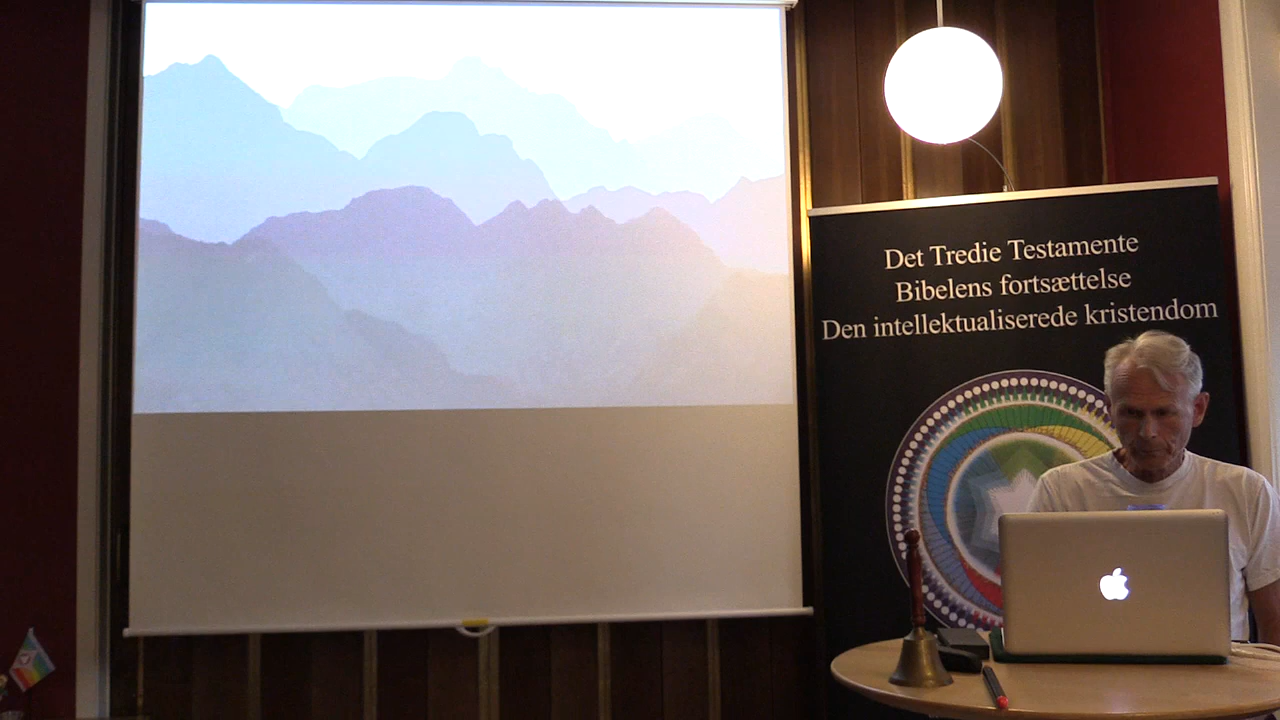 Det Tredie Testamente
Bibelens fortsættelse
Den intellektualiserede kristendom